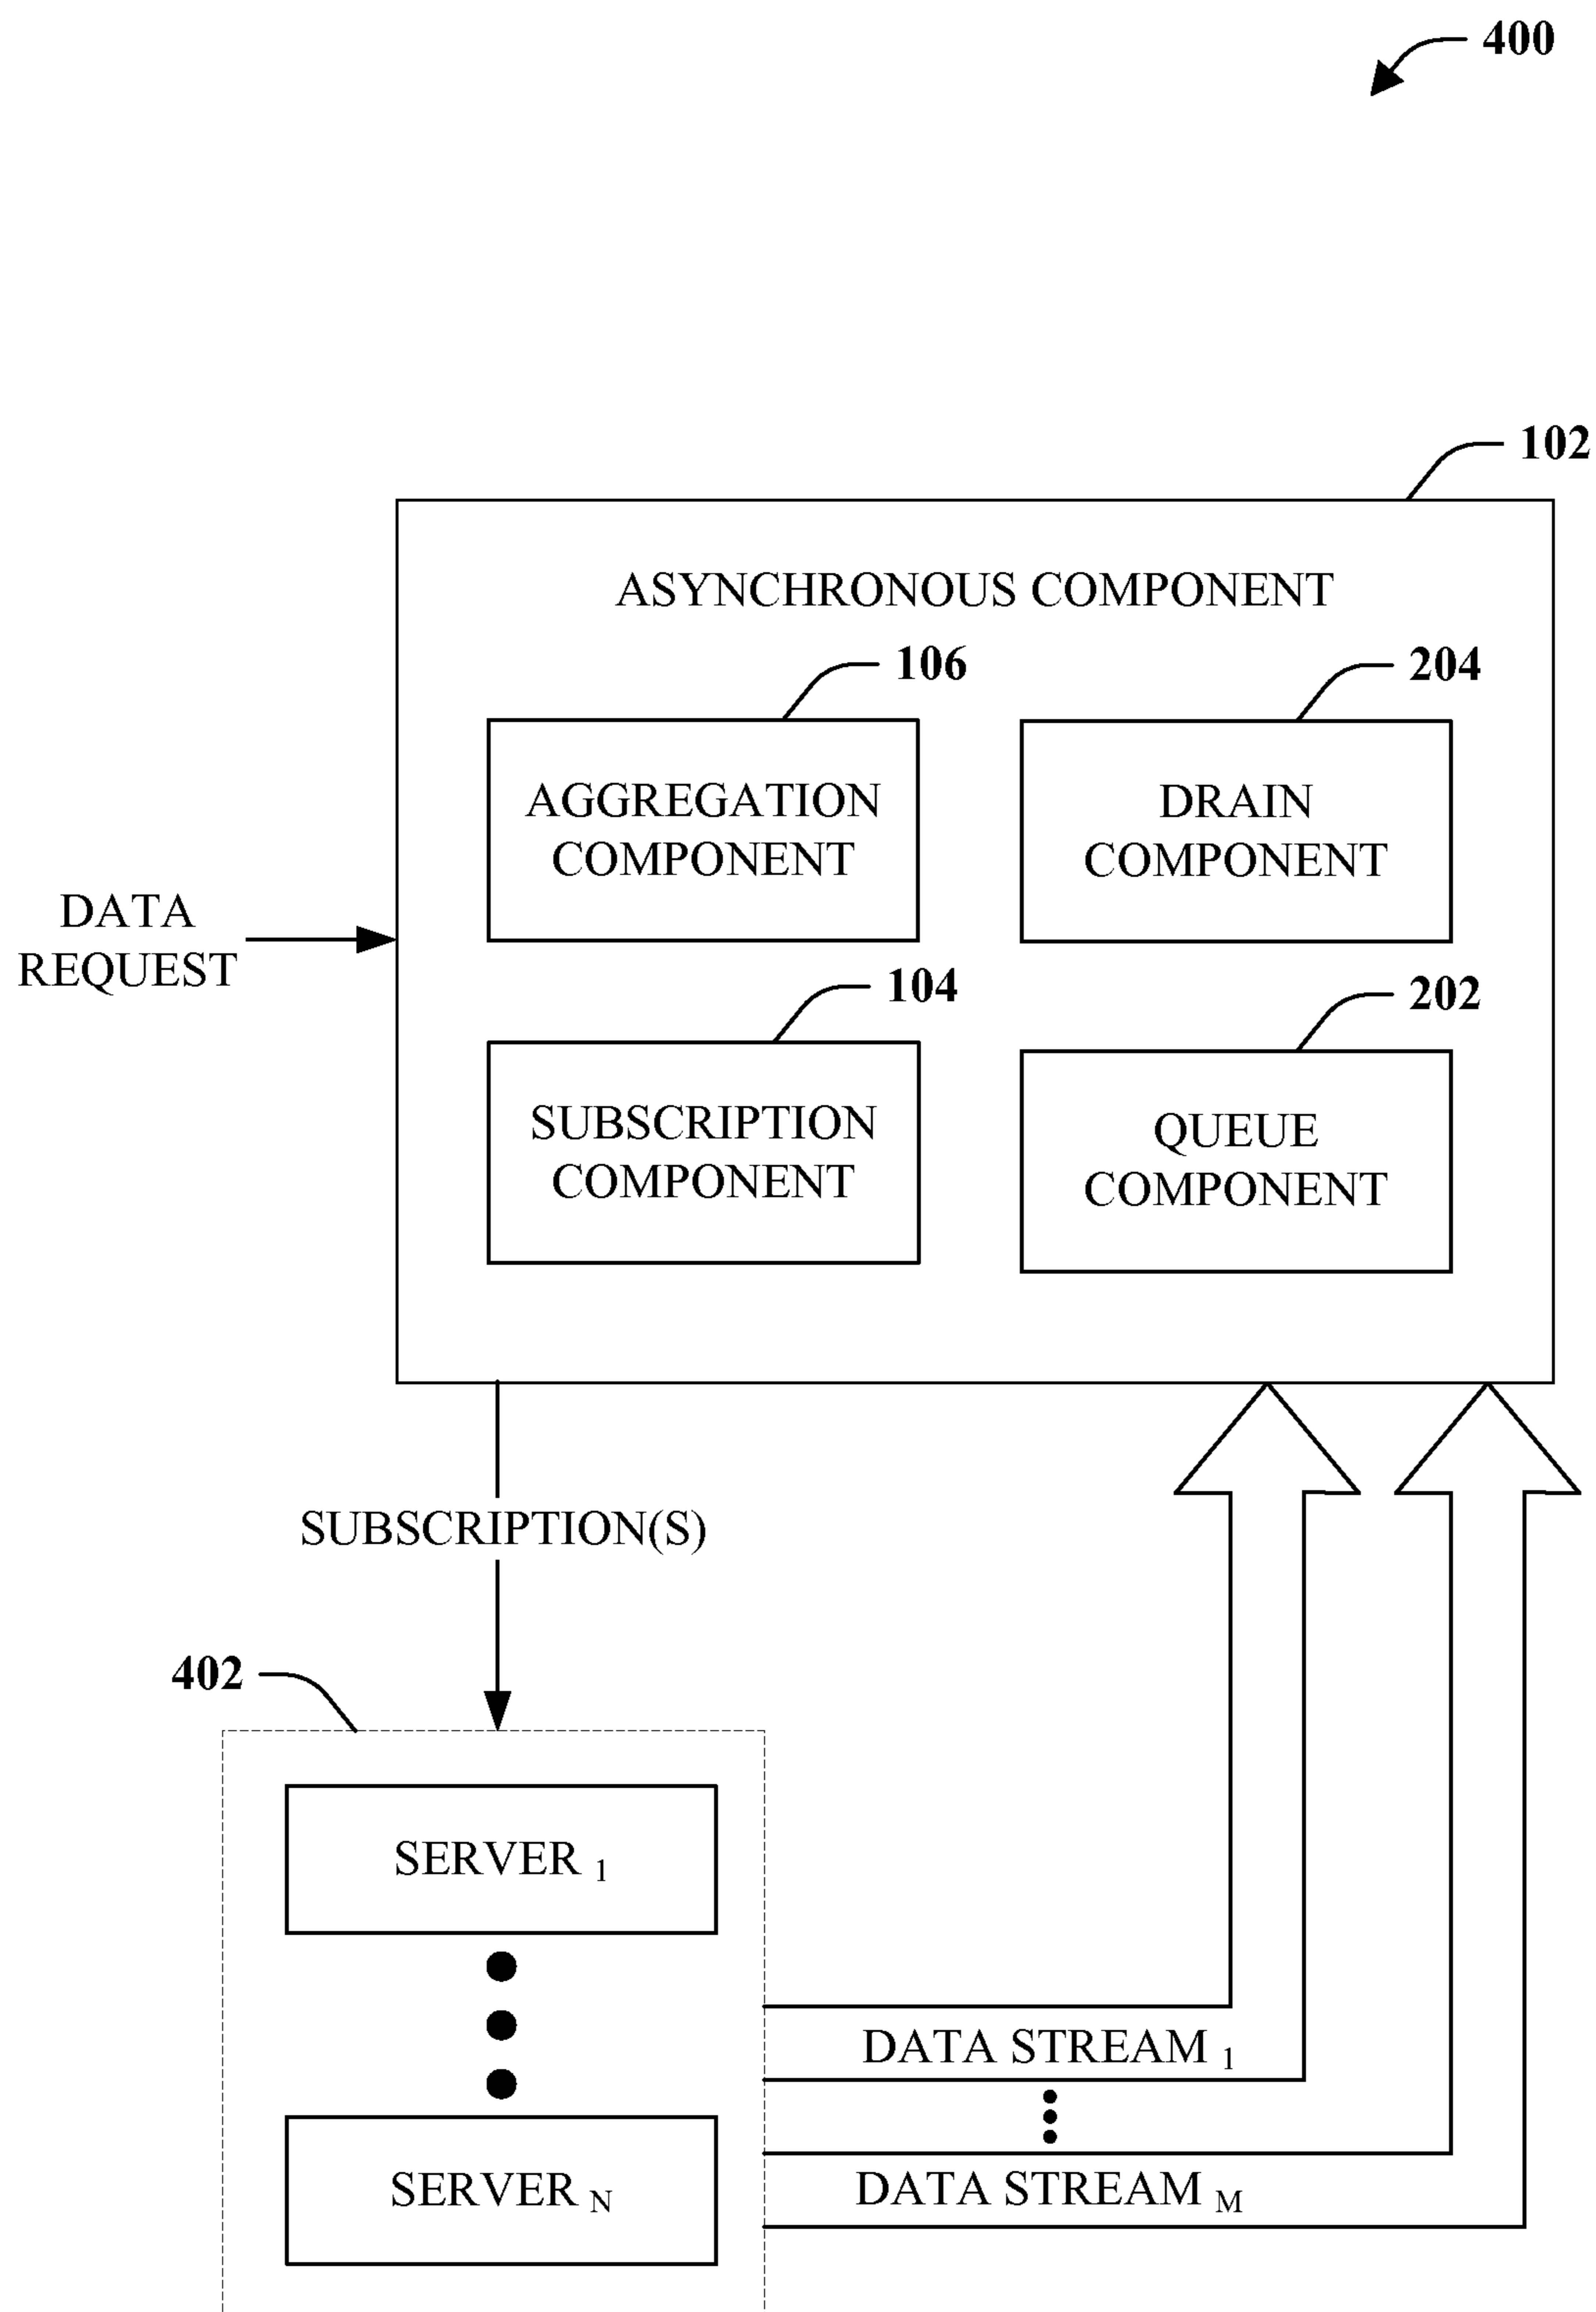 400
102
ASYNCHRONOUS COMPONENT
106
204
AGGREGATION
COMPONENT
DRAIN
COMPONENT
DATA
REQUEST
104
202
SUBSCRIPTION
COMPONENT
QUEUE
COMPONENT
SUBSCRIPTION(S)
402
SERVER 1
DATA STREAM 1
SERVER N
DATA STREAM M